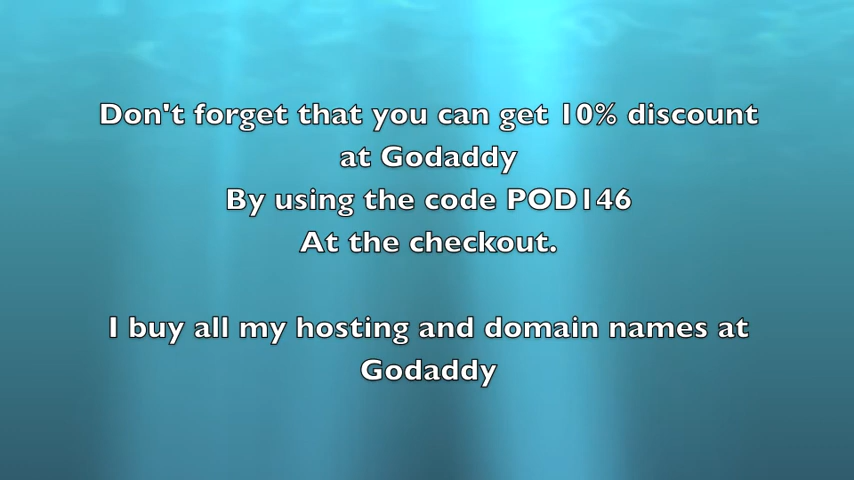 Don't forget that you can get 10% discount
at Godaddy
By using the code POD146
At the checkout.
I buy all my hosting and domain names at
Godaddy